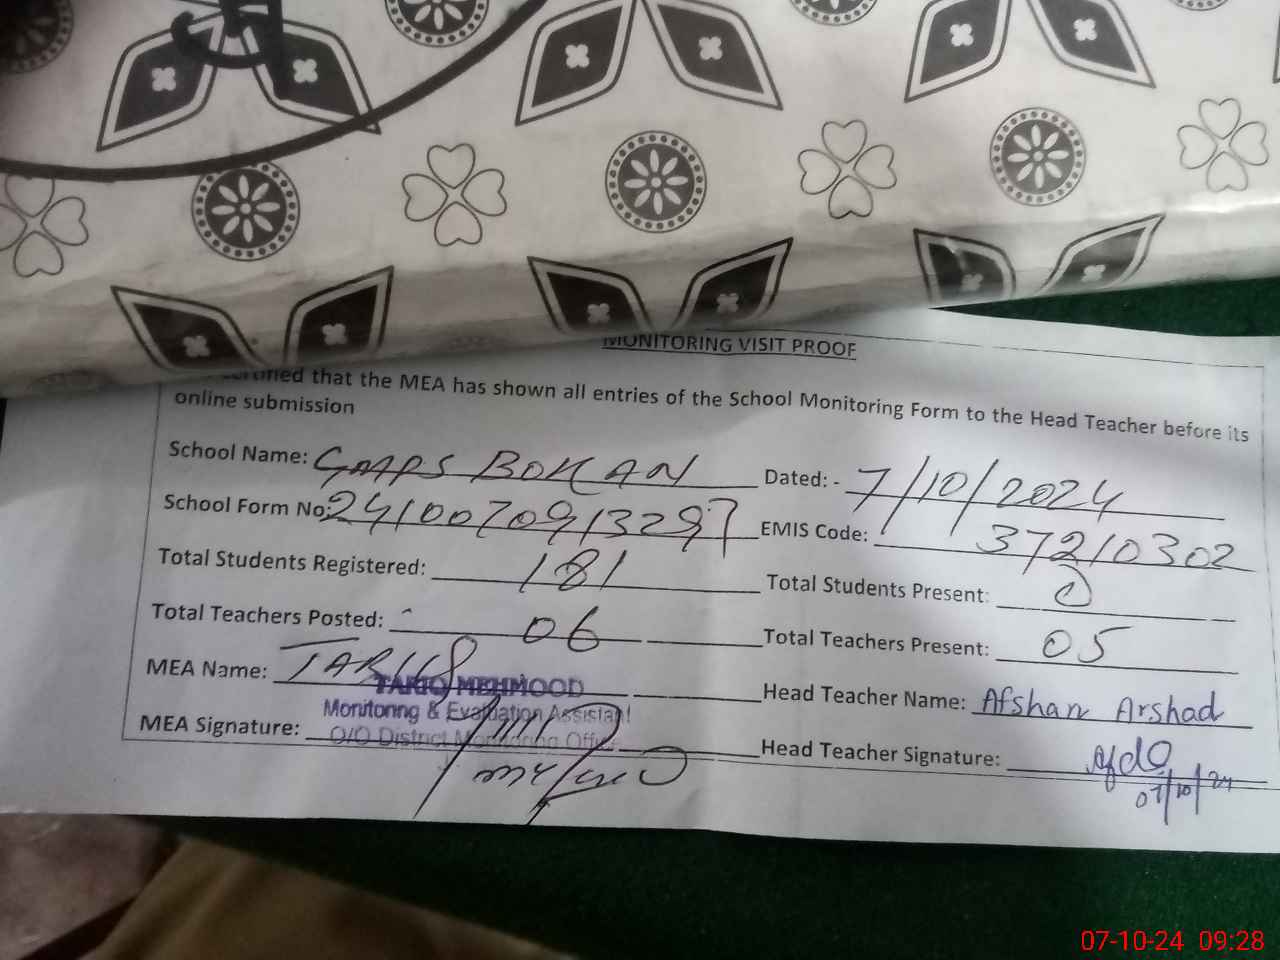 MONITORING VISIT PROOF
certified that the MEA has shown all entries of the School Monitoring Form to the Head Teacher before its
online submission
School Name: GMPS BOKAN Dated: - 7/10/2024
School Form No: 2410070913297 EMIS Code: 37210302
Total Students Registered: 181 Total Students Present: 0
Total Teachers Posted: 06 Total Teachers Present: 05
MEA Name: TARIQ Head Teacher Name: Afshan Arshad
TARIQ MEHMOOD
Monitoring & Evaluation Assistant
O/O District Monitoring Office
MEA Signature: Head Teacher Signature:
07/10/24
07-10-24 09:28